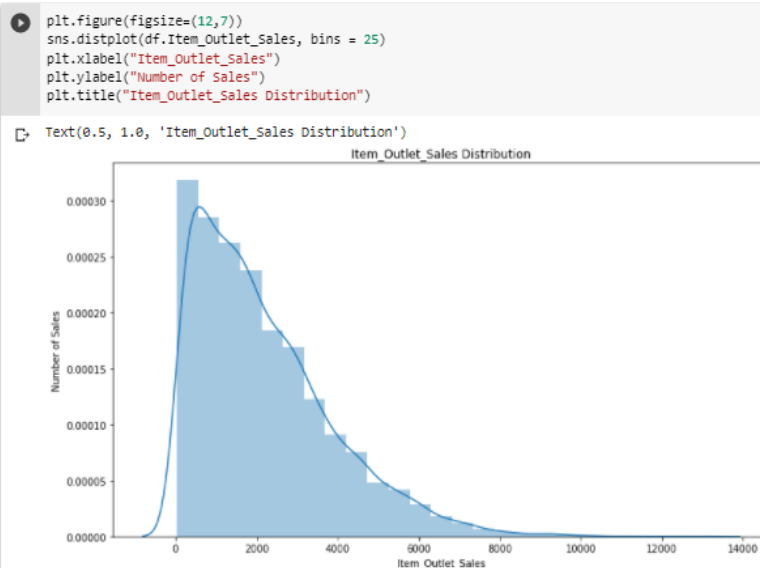 plt.figure(figsize=(12,7))
sns.distplot(df.Item_Outlet_Sales, bins = 25)
plt.xlabel("Item_Outlet_Sales")
plt.ylabel("Number of Sales")
plt.title("Item_Outlet_Sales Distribution")
Text(0.5, 1.0, 'Item_Outlet_Sales Distribution')
Item_Outlet_Sales Distribution
0.00030
0.00025
0.00020
0.00015
0.00010
0.00005
0.00000
Number of Sales
0 2000 4000 6000 8000 10000 12000 14000
Item_Outlet_Sales